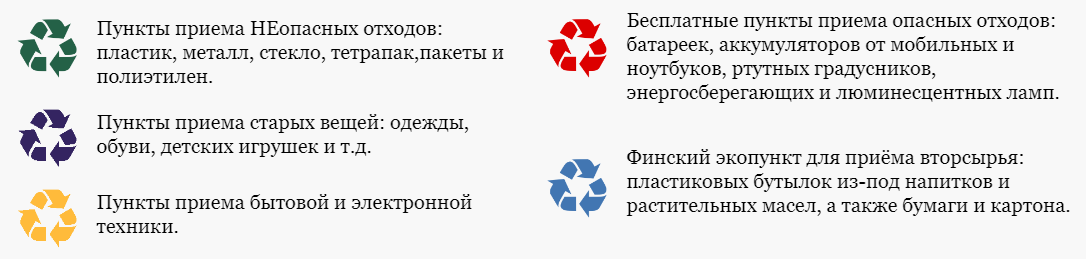 Пункты приема НЕопасных отходов:
пластик, металл, стекло, тетрапак,пакеты и
полиэтилен.
Пункты приема старых вещей: одежды,
обуви, детских игрушек и т.д.
Пункты приема бытовой и электронной
техники.
Бесплатные пункты приема опасных отходов:
батареек, аккумуляторов от мобильных и
ноутбуков, ртутных градусников,
энергосберегающих и люминесцентных ламп.
Финский экопункт для приёма вторсырья:
пластиковых бутылок из-под напитков и
растительных масел, а также бумаги и картона.